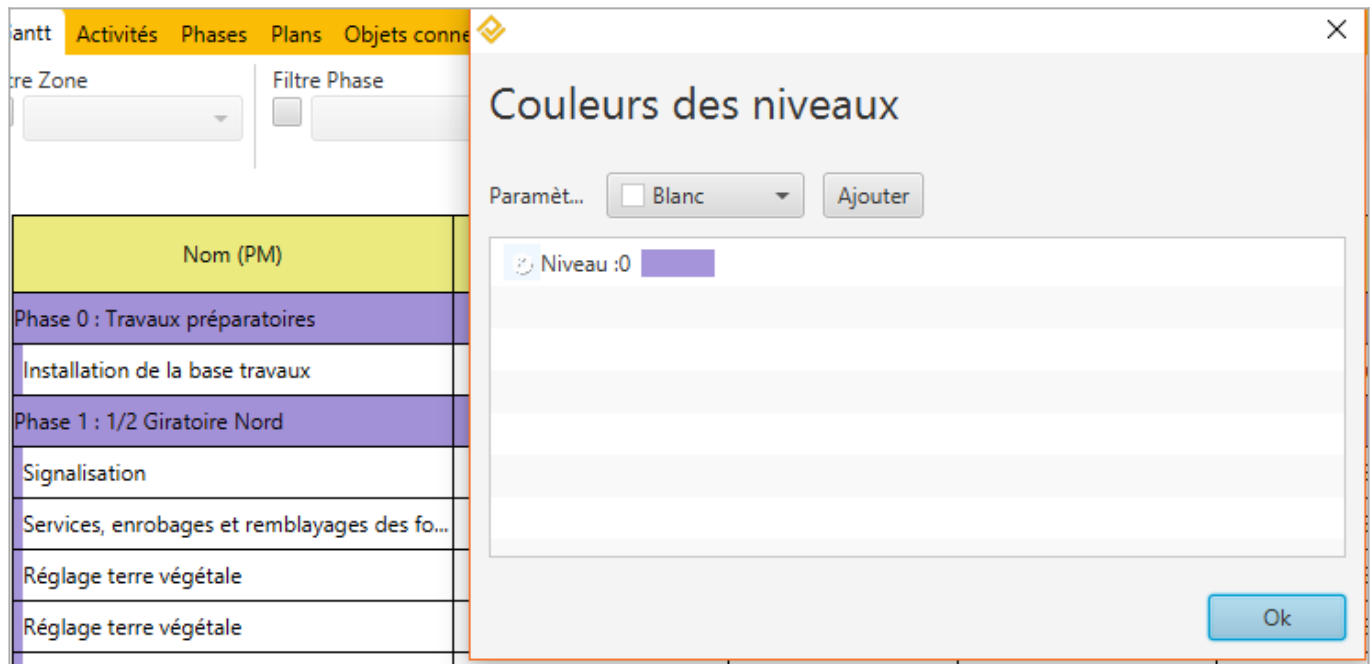 antt Activités Phases Plans Objets conne
tre Zone
Filtre Phase
Nom (PM)
Phase 0 : Travaux préparatoires
Installation de la base travaux
Phase 1 : 1/2 Giratoire Nord
Signalisation
Services, enrobages et remblayages des fo...
Réglage terre végétale
Réglage terre végétale
Couleurs des niveaux
Paramèt... Blanc Ajouter
Niveau :0
Ok